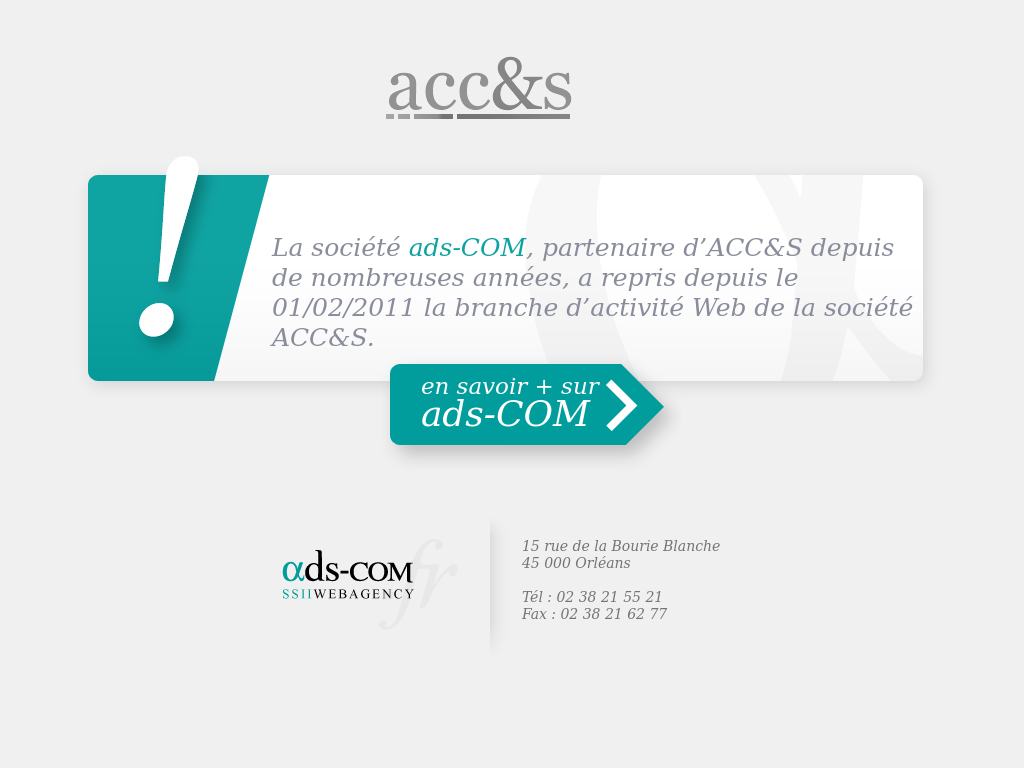 acc&s
!
La société ads-COM, partenaire d’ACC&S depuis
de nombreuses années, a repris depuis le
01/02/2011 la branche d’activité Web de la société
ACC&S.
en savoir + sur
ads-COM
fr
αds-COM
SSIIWEBAGENCY
15 rue de la Bourie Blanche
45 000 Orléans
Tél : 02 38 21 55 21
Fax : 02 38 21 62 77